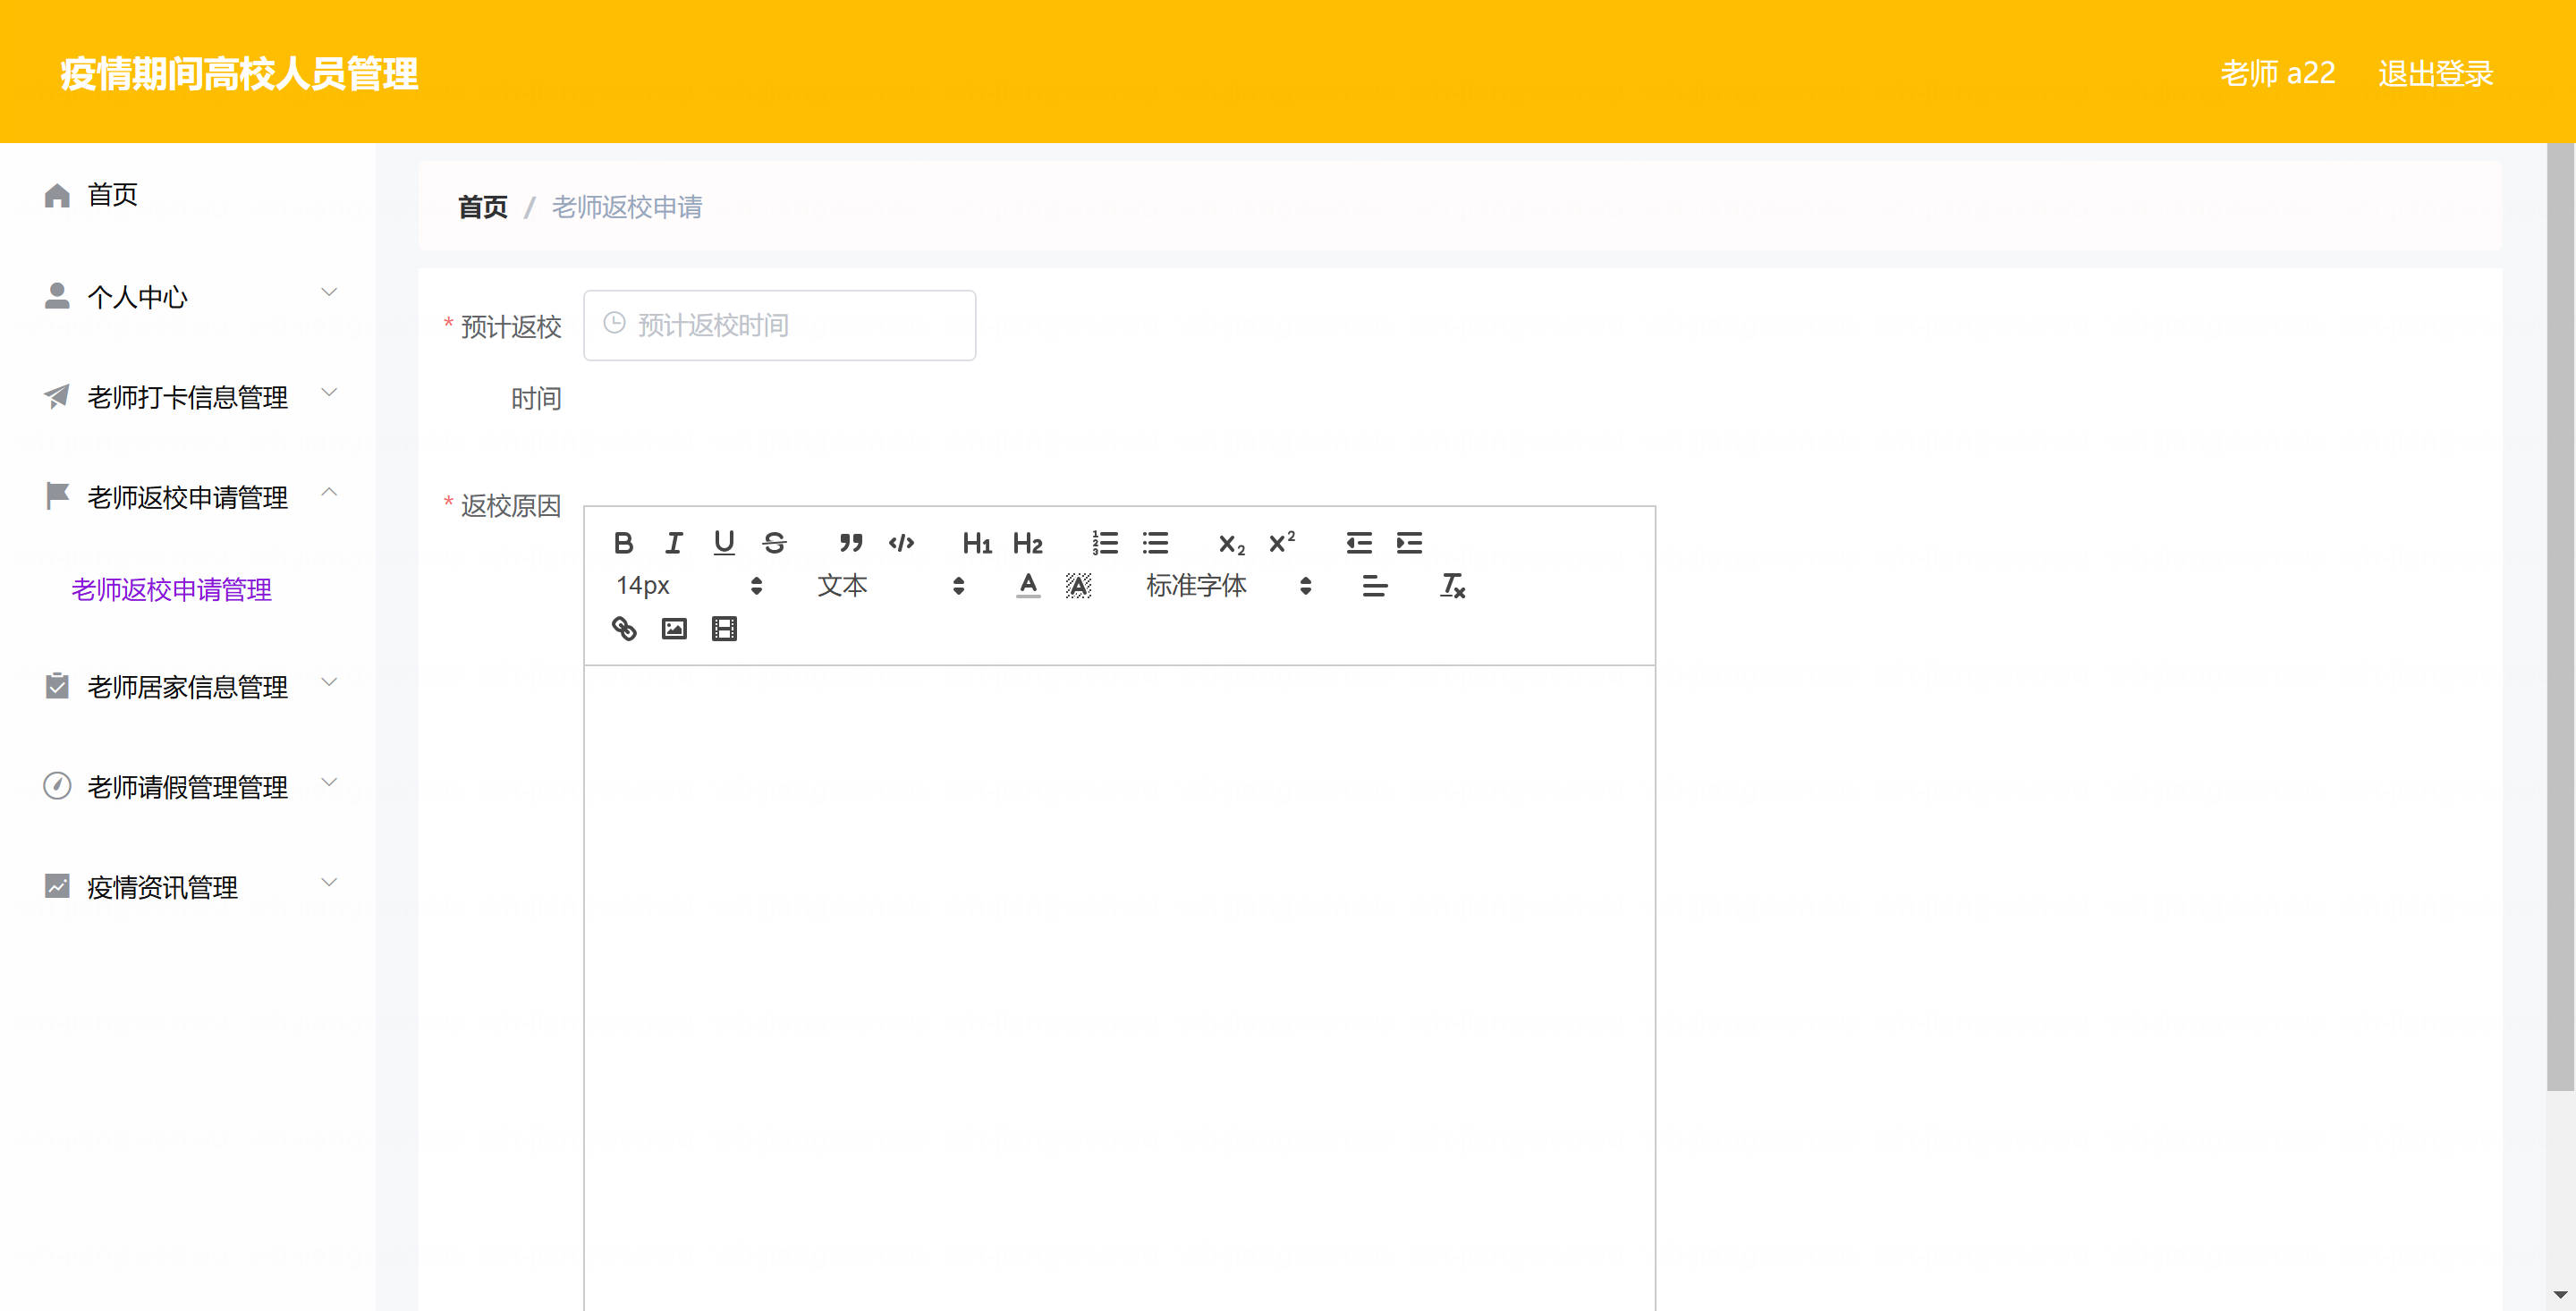 疫情期间高校人员管理
老师 a22 退出登录
首页
个人中心
老师打卡信息管理
老师返校申请管理
老师返校申请管理
老师居家信息管理
老师请假管理管理
疫情资讯管理
首页 / 老师返校申请
* 预计返校
时间
预计返校时间
* 返校原因
14px 文本 标准字体